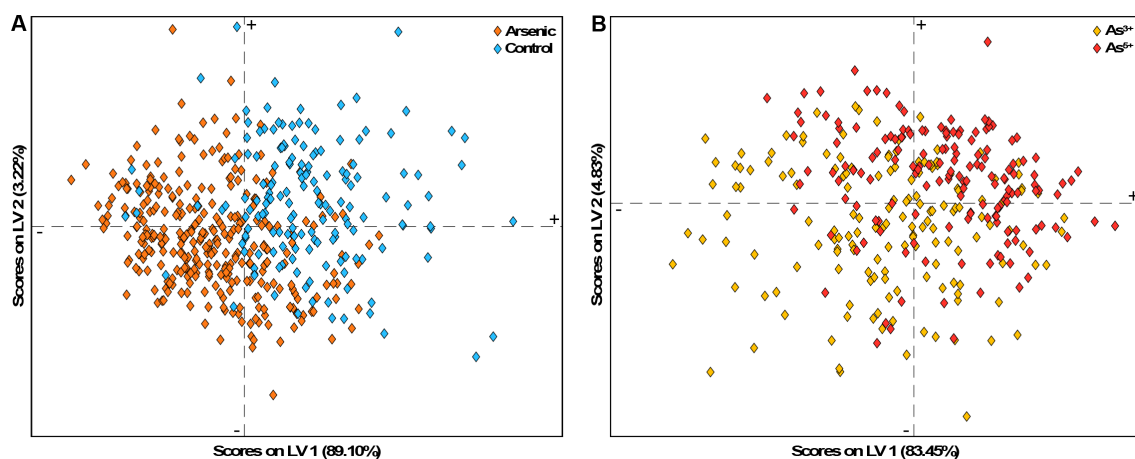 A
+
Arsenic
Control
Scores on LV 2 (3.22%)
+
-
-
Scores on LV 1 (89.10%)
B
+
As³⁺
As⁵⁺
Scores on LV 2 (4.83%)
+
-
-
Scores on LV 1 (83.45%)